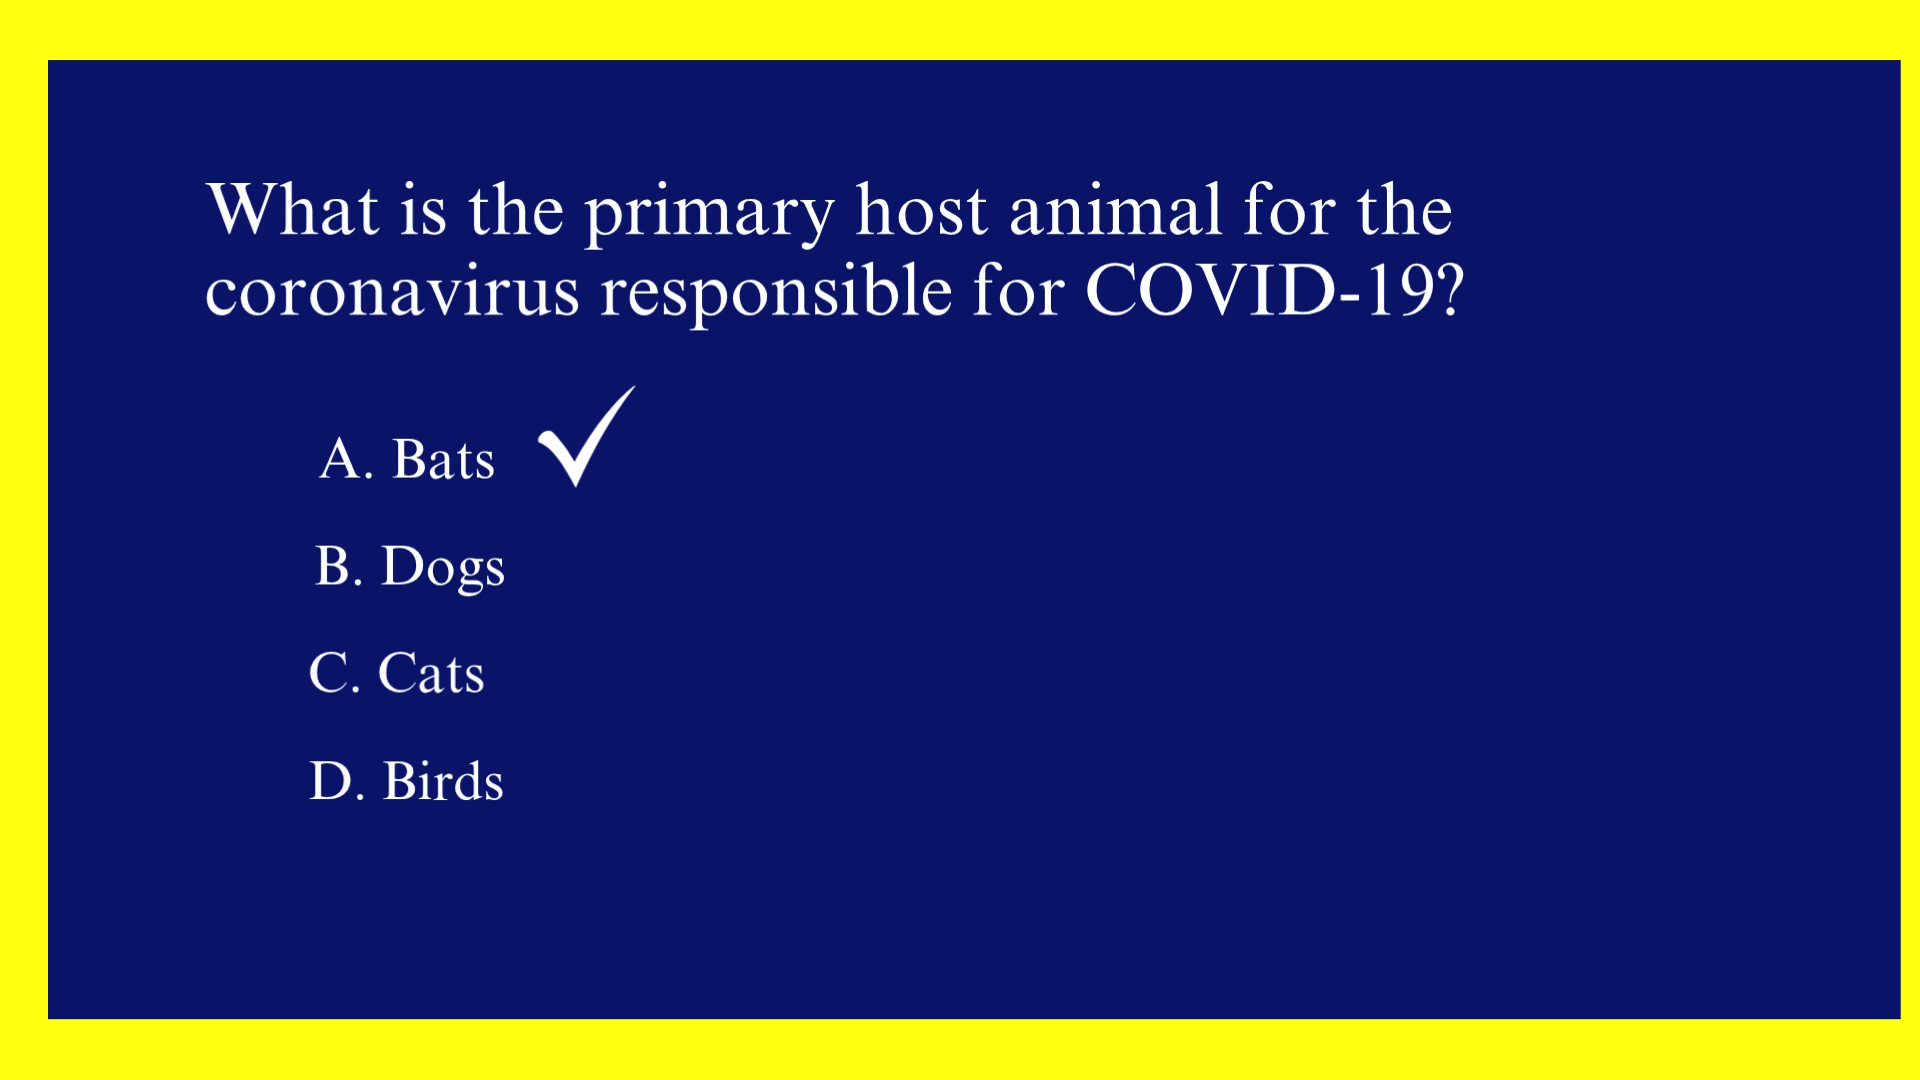 What is the primary host animal for the
coronavirus responsible for COVID-19?
A. Bats ✓
B. Dogs
C. Cats
D. Birds